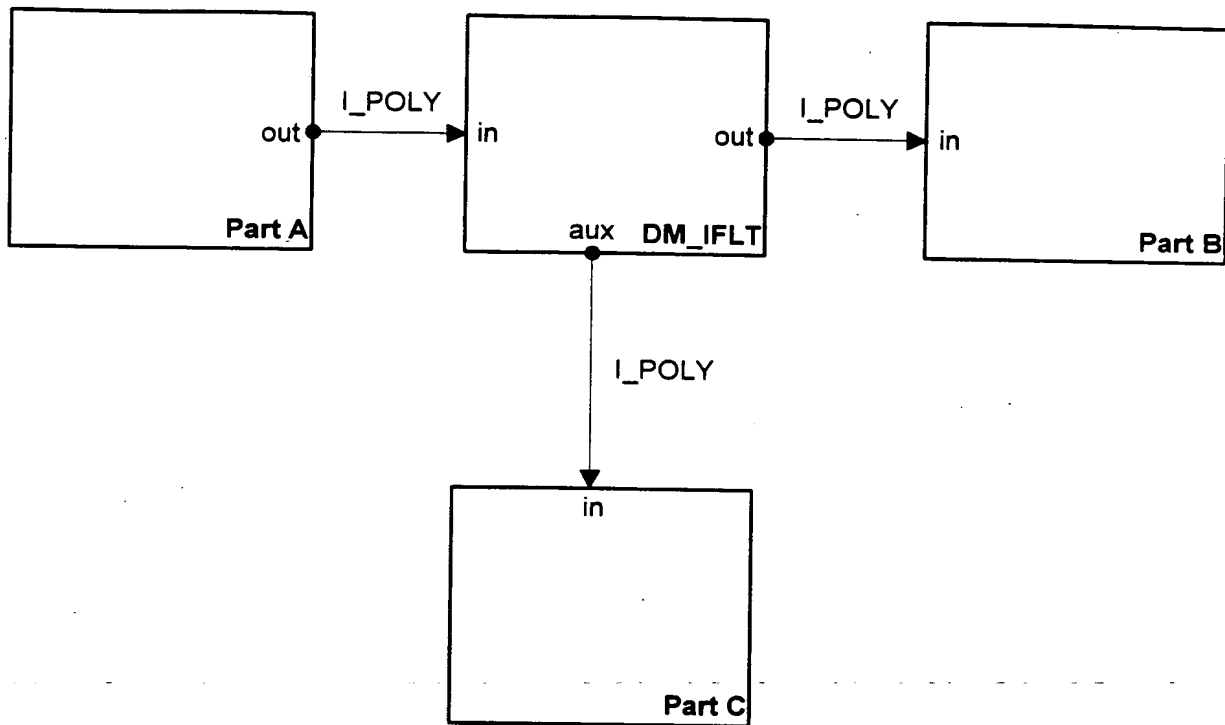 I_POLY
I_POLY
out
in
out
in
Part A
aux
DM_IFLT
Part B
I_POLY
in
Part C